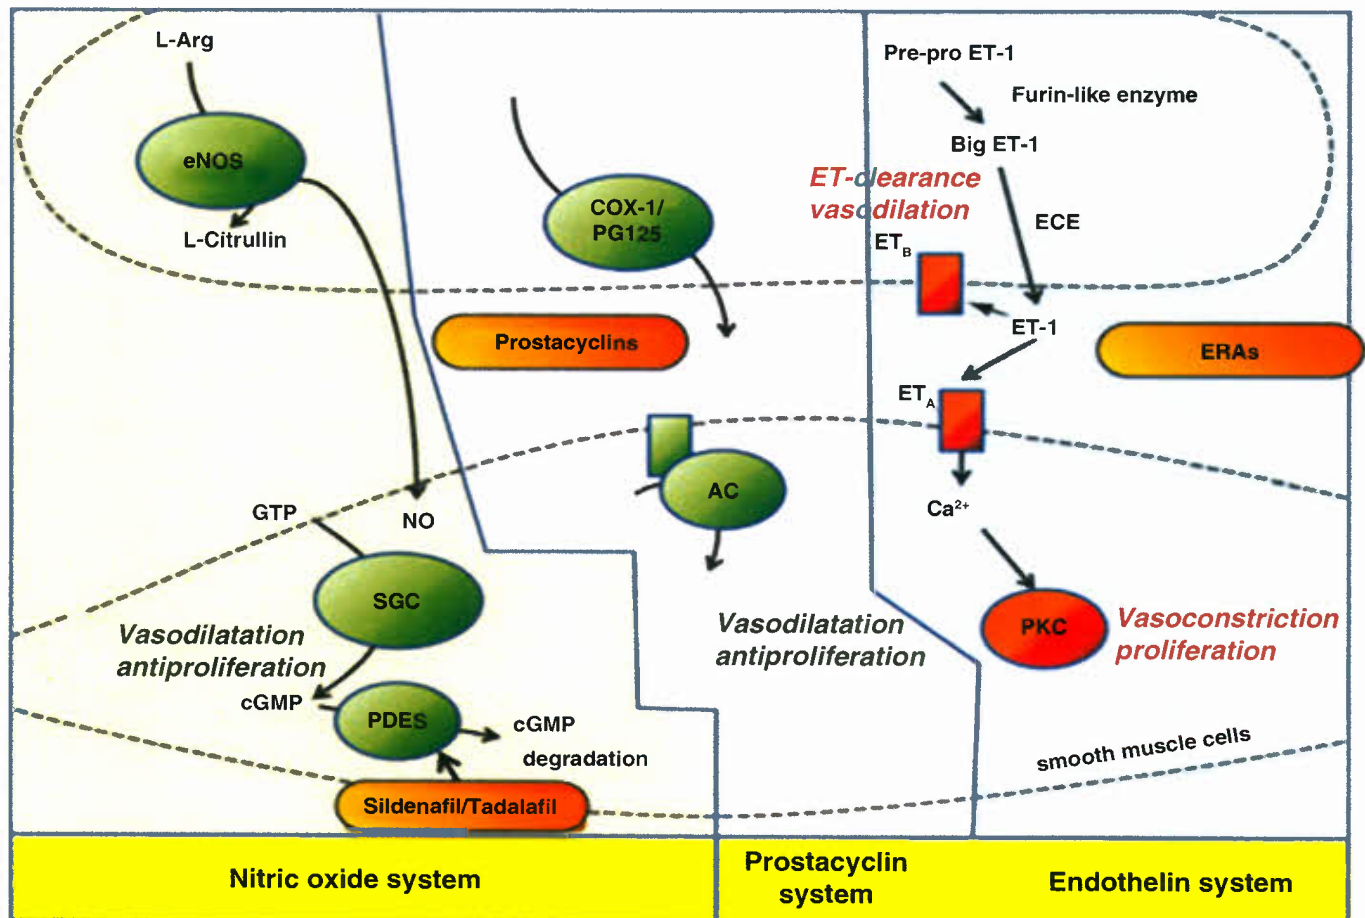 L-Arg
eNOS
L-Citrullin
GTP
NO
SGC
Vasodilatation
antiproliferation
cGMP
PDES
cGMP
degradation
Sildenafil/Tadalafil
Nitric oxide system
COX-1/
PG125
Prostacyclins
AC
Vasodilatation
antiproliferation
Prostacyclin
system
Pre-pro ET-1
Furin-like enzyme
Big ET-1
ET-clearance
vasodilation
ECE
ET_B
ET-1
ERAs
ET_A
Ca²⁺
PKC
Vasoconstriction
proliferation
smooth muscle cells
Endothelin system